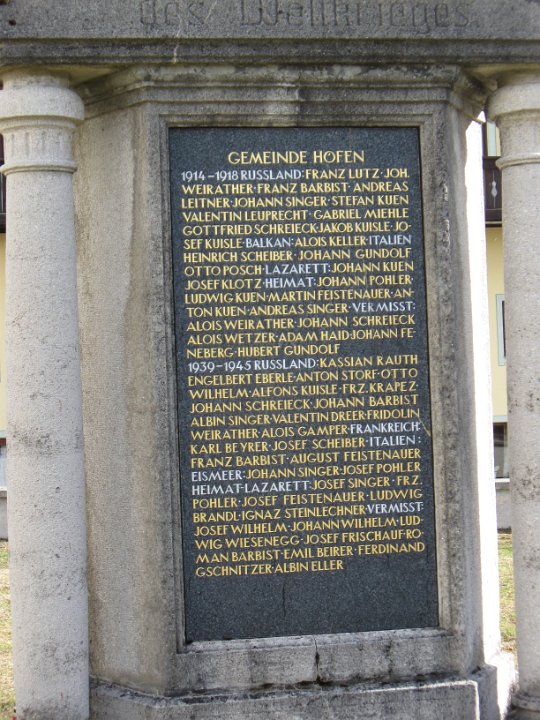 des Weltkrieges
GEMEINDE HÖFEN
1914-1918 RUSSLAND: FRANZ LUTZ · JOH.
WEIRATHER · FRANZ BARBIST · ANDREAS
LEITNER · JOHANN SINGER · STEFAN KUEN
VALENTIN LEUPRECHT · GABRIEL MIEHLE
GOTTFRIED SCHREIECK · JAKOB KUISLE · JO-
SEF KUISLE · BALKAN: ALOIS KELLER · ITALIEN
HEINRICH SCHEIBER · JOHANN GUNDOLF
OTTO POSCH · LAZARETT: JOHANN KUEN
JOSEF KLOTZ · HEIMAT: JOHANN POHLER
LUDWIG KUEN · MARTIN FEISTENAUER · AN-
TON KUEN · ANDREAS SINGER · VERMISST:
ALOIS WEIRATHER · JOHANN SCHREIECK
ALOIS WETZER · ADAM HAID · JOHANN FE-
NEBERG · HUBERT GUNDOLF
1939-1945 RUSSLAND: KASSIAN RAUTH
ENGELBERT EBERLE · ANTON STORF · OTTO
WILHELM · ALFONS KUISLE · FRZ. KRAPEZ
JOHANN SCHREIECK · JOHANN BARBIST
ALBIN SINGER · VALENTIN DREER · FRIDOLIN
WEIRATHER · ALOIS GAMPER · FRANKREICH:
KARL BEYRER · JOSEF SCHEIBER · ITALIEN:
FRANZ BARBIST · AUGUST FEISTENAUER
EISMEER: JOHANN SINGER · JOSEF POHLER
HEIMAT-LAZARETT: JOSEF SINGER · FRZ.
POHLER · JOSEF FEISTENAUER · LUDWIG
BRANDL · IGNAZ STEINLECHNER · VERMISST:
JOSEF WILHELM · JOHANN WILHELM · LUD-
WIG WIESENEGG · JOSEF FRISCHAUF · RO-
MAN BARBIST · EMIL BEIRER · FERDINAND
GSCHNITZER · ALBIN ELLER